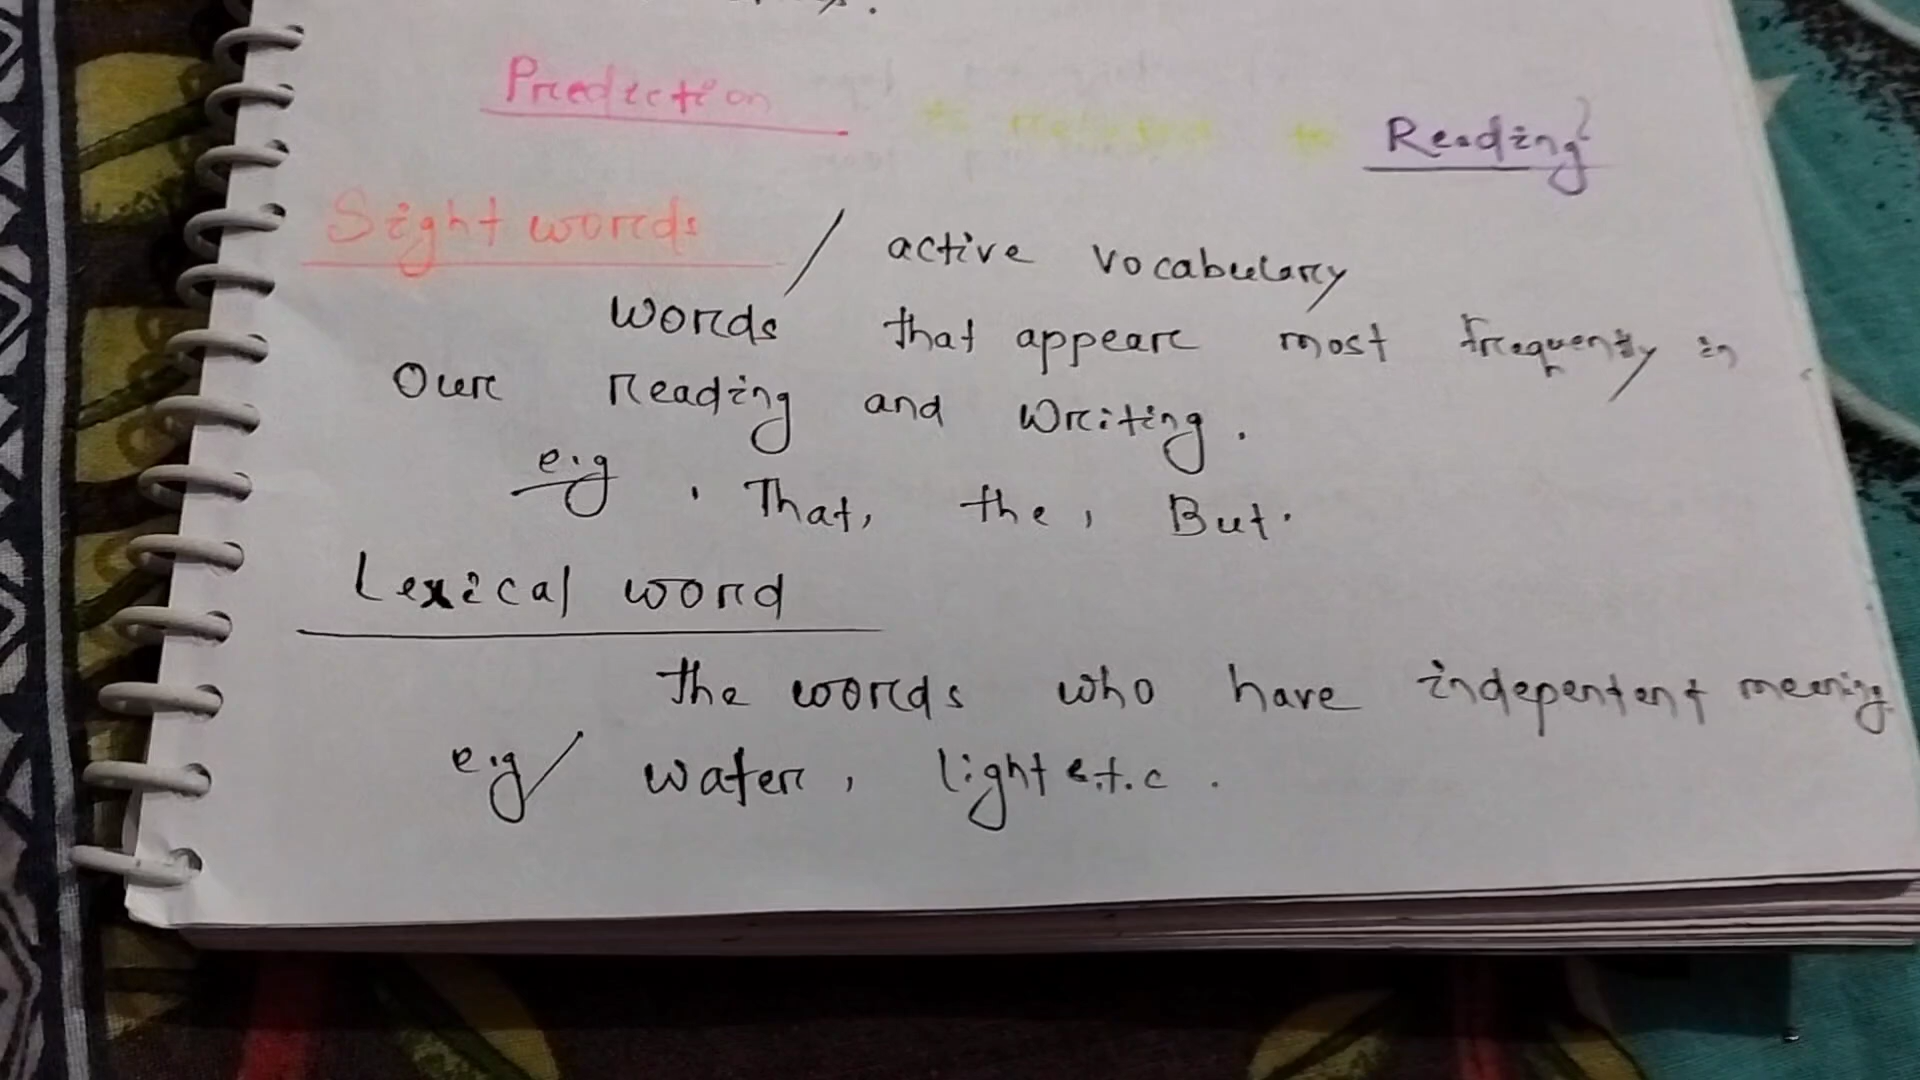 Prediction
Reading
Sight words / active vocabulary
words that appear most frequently in
Our reading and writing.
e.g , That, the, But.
Lexical word
the words who have indepentent meaning
e.g/ water, light e.t.c.